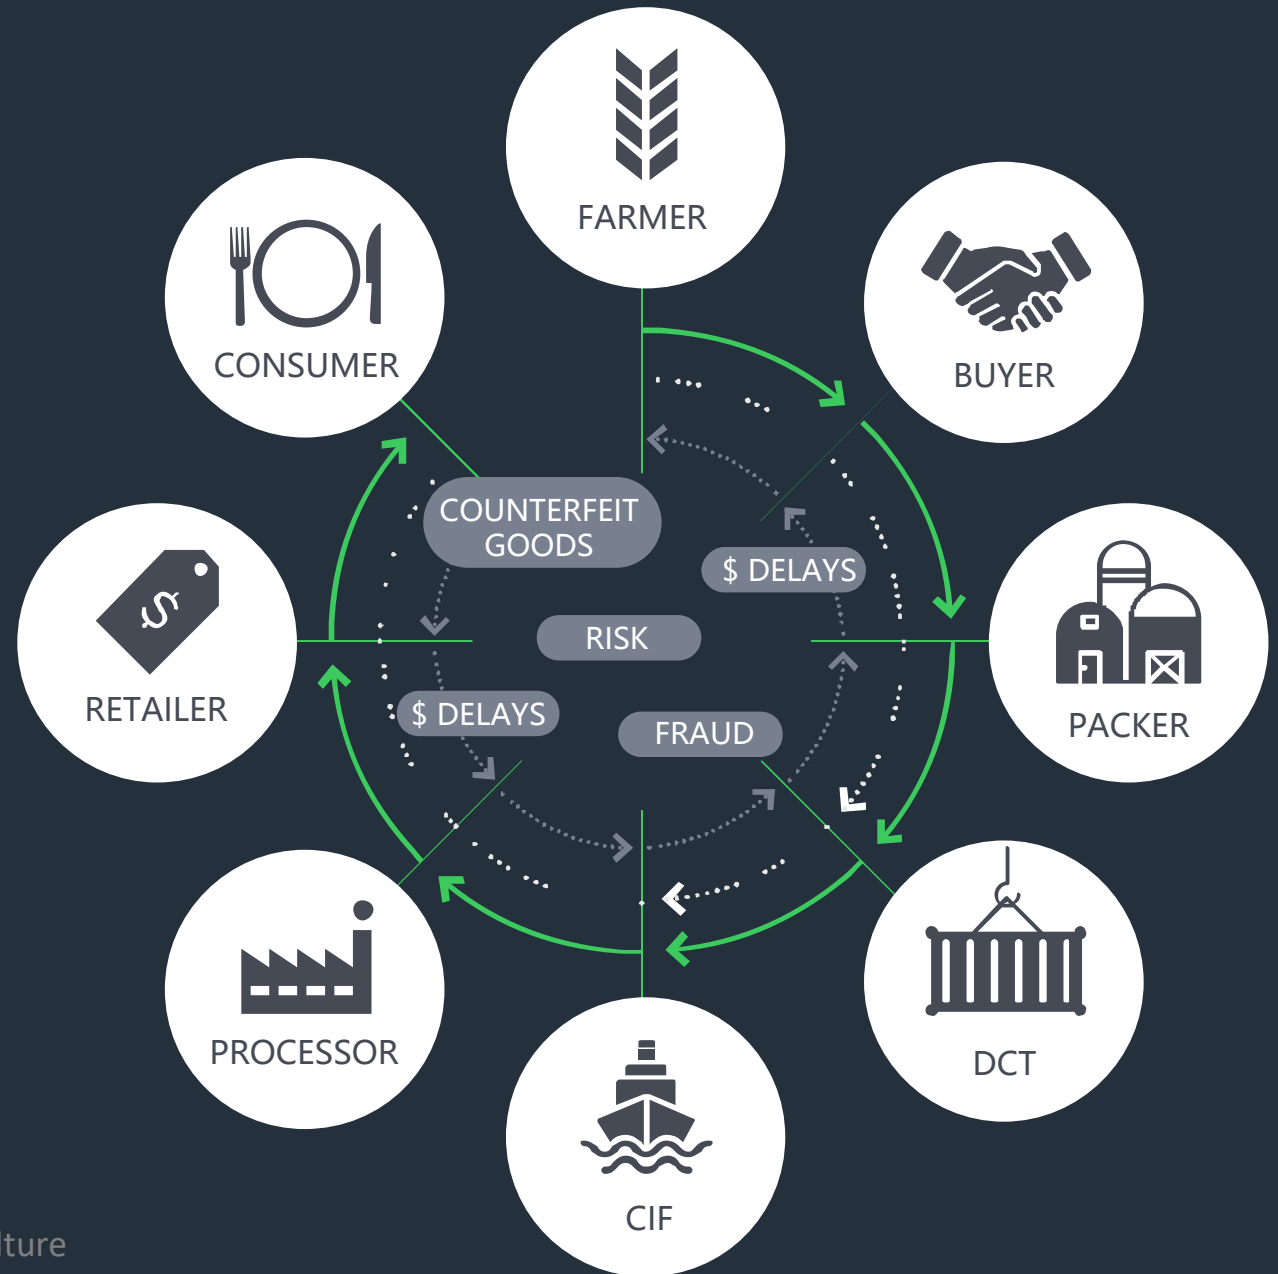 FARMER
CONSUMER
BUYER
COUNTERFEIT
GOODS
$ DELAYS
RISK
$
RETAILER
$ DELAYS
FRAUD
PACKER
PROCESSOR
DCT
CIF
lture